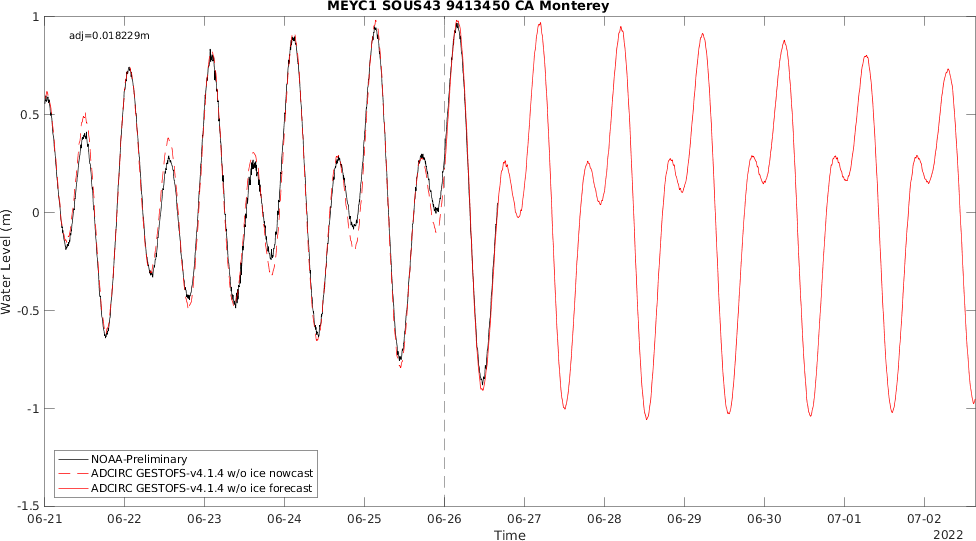 MEYC1 SOUS43 9413450 CA Monterey
adj=0.018229m
1
0.5
0
-0.5
-1
-1.5
Water Level (m)
NOAA-Preliminary
ADCIRC GESTOFS-v4.1.4 w/o ice nowcast
ADCIRC GESTOFS-v4.1.4 w/o ice forecast
06-21 06-22 06-23 06-24 06-25 06-26 06-27 06-28 06-29 06-30 07-01 07-02
Time
2022